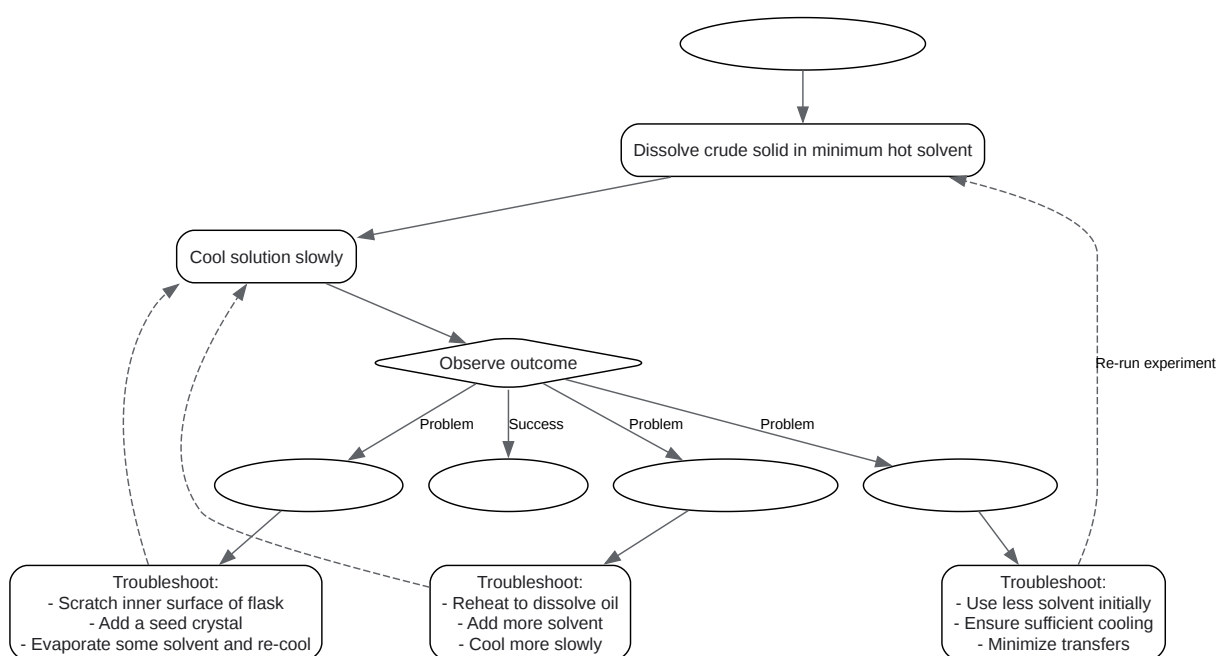 Dissolve crude solid in minimum hot solvent
Cool solution slowly
Observe outcome
Re-run experiment
Problem
Success
Problem
Problem
Troubleshoot:
- Scratch inner surface of flask
- Add a seed crystal
- Evaporate some solvent and re-cool
Troubleshoot:
- Reheat to dissolve oil
- Add more solvent
- Cool more slowly
Troubleshoot:
- Use less solvent initially
- Ensure sufficient cooling
- Minimize transfers